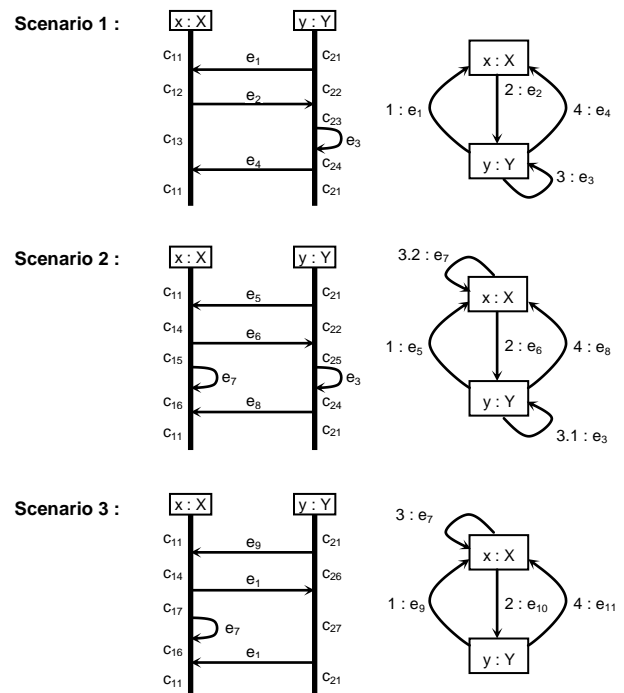 Scenario 1 :
x : X
y : Y
c11
e1
c21
c12
e2
c22
c23
c13
e3
e4
c24
c11
c21
x : X
1 : e1
2 : e2
4 : e4
y : Y
3 : e3
Scenario 2 :
x : X
y : Y
c11
e5
c21
c14
e6
c22
c15
c25
e7
e3
c16
e8
c24
c11
c21
3.2 : e7
x : X
1 : e5
2 : e6
4 : e8
y : Y
3.1 : e3
Scenario 3 :
x : X
y : Y
c11
e9
c21
c14
e1
c26
c17
e7
c27
c16
e1
c11
c21
3 : e7
x : X
1 : e9
2 : e10
4 : e11
y : Y